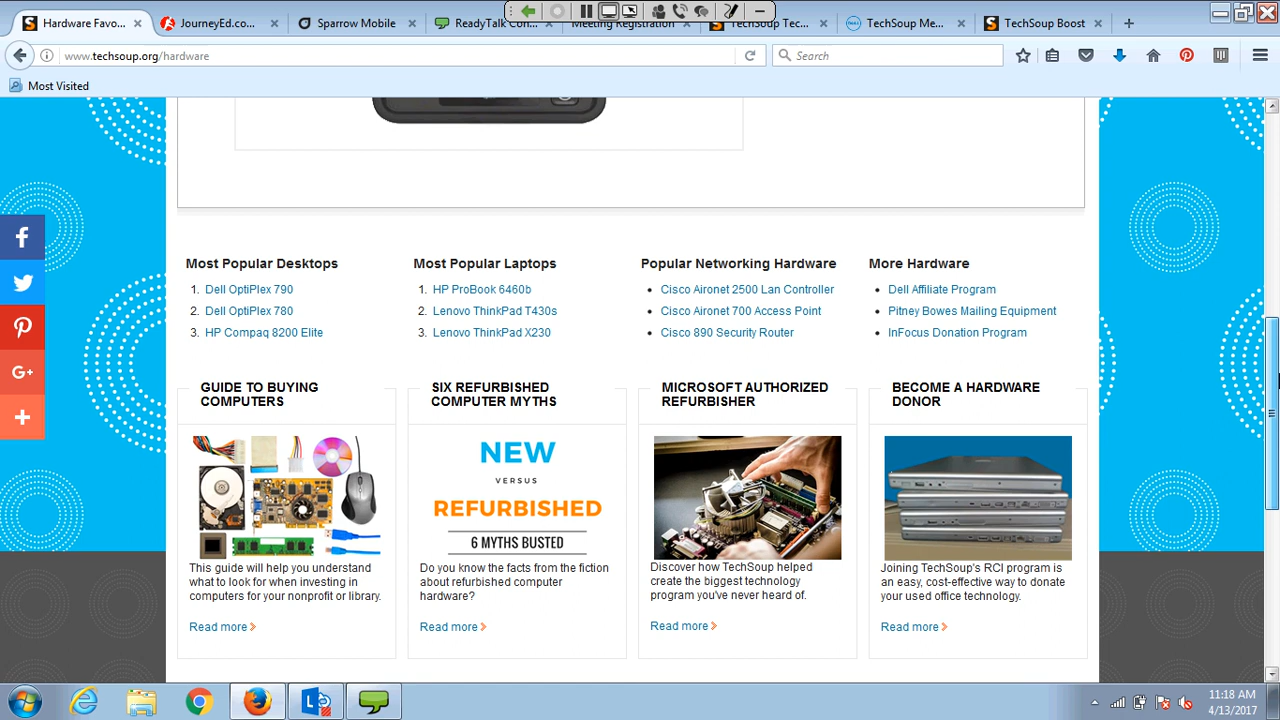 Hardware Favo...
JourneyEd.co...
Sparrow Mobile
ReadyTalk Con...
Meeting Registration
TechSoup Tec...
TechSoup Me...
TechSoup Boost
www.techsoup.org/hardware
Search
Most Visited
Most Popular Desktops
1. Dell OptiPlex 790
2. Dell OptiPlex 780
3. HP Compaq 8200 Elite
Most Popular Laptops
1. HP ProBook 6460b
2. Lenovo ThinkPad T430s
3. Lenovo ThinkPad X230
Popular Networking Hardware
• Cisco Aironet 2500 Lan Controller
• Cisco Aironet 700 Access Point
• Cisco 890 Security Router
More Hardware
• Dell Affiliate Program
• Pitney Bowes Mailing Equipment
• InFocus Donation Program
GUIDE TO BUYING
COMPUTERS
This guide will help you understand
what to look for when investing in
computers for your nonprofit or library.
Read more
SIX REFURBISHED
COMPUTER MYTHS
NEW
VERSUS
REFURBISHED
6 MYTHS BUSTED
Do you know the facts from the fiction
about refurbished computer
hardware?
Read more
MICROSOFT AUTHORIZED
REFURBISHER
Discover how TechSoup helped
create the biggest technology
program you've never heard of.
Read more
BECOME A HARDWARE
DONOR
Joining TechSoup's RCI program is
an easy, cost-effective way to donate
your used office technology.
Read more
11:18 AM
4/13/2017